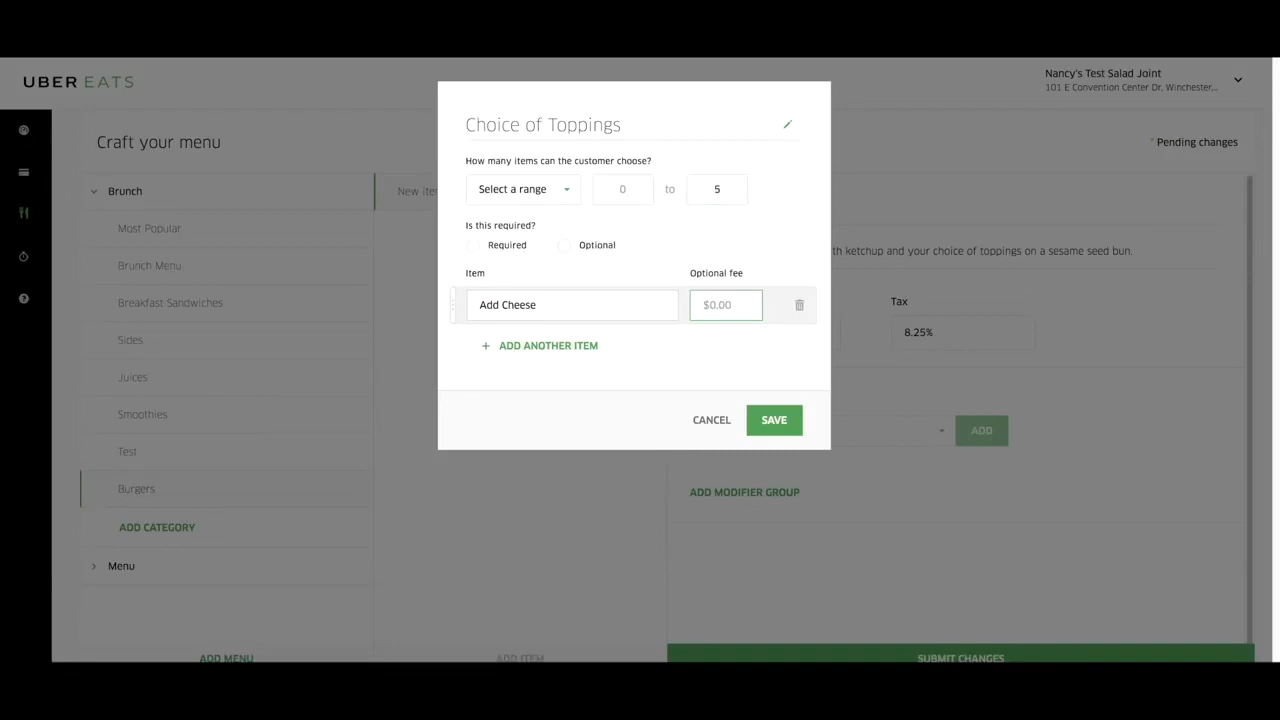 UBER EATS
Nancy's Test Salad Joint
101 E Convention Center Dr, Winchester,...
Craft your menu
* Pending changes
Brunch
Most Popular
Brunch Menu
Breakfast Sandwiches
Sides
Juices
Smoothies
Test
Burgers
ADD CATEGORY
Menu
ADD MENU
New ite
ADD ITEM
Choice of Toppings
How many items can the customer choose?
Select a range
0
to
5
Is this required?
Required
Optional
Item
Optional fee
Add Cheese
$0.00
+ ADD ANOTHER ITEM
CANCEL
SAVE
th ketchup and your choice of toppings on a sesame seed bun.
Tax
8.25%
ADD
ADD MODIFIER GROUP
SUBMIT CHANGES